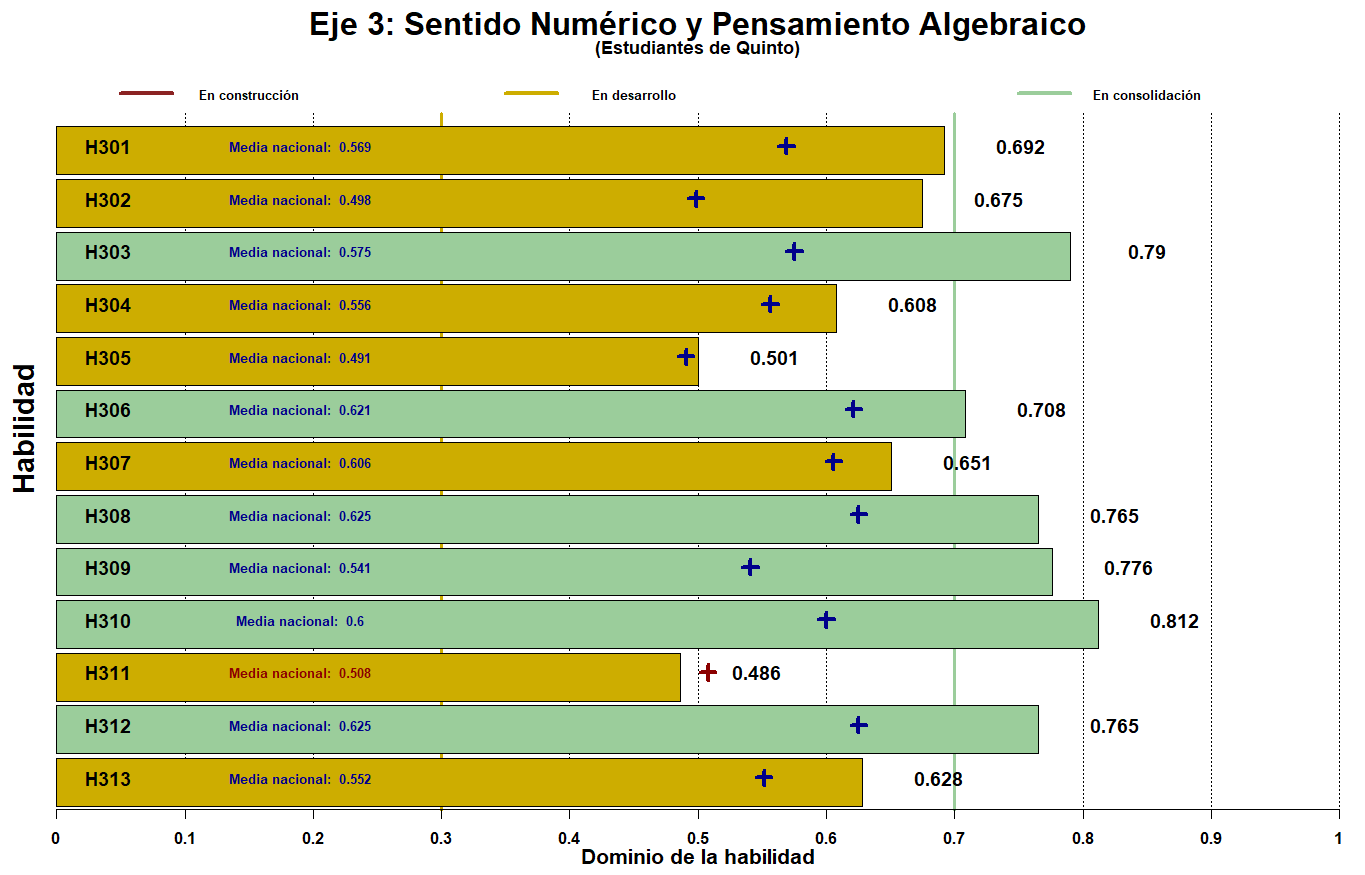 Eje 3: Sentido Numérico y Pensamiento Algebraico
(Estudiantes de Quinto)
En construcción En desarrollo En consolidación
H301 Media nacional: 0.569 0.692
H302 Media nacional: 0.498 0.675
H303 Media nacional: 0.575 0.79
H304 Media nacional: 0.556 0.608
H305 Media nacional: 0.491 0.501
H306 Media nacional: 0.621 0.708
H307 Media nacional: 0.606 0.651
H308 Media nacional: 0.625 0.765
H309 Media nacional: 0.541 0.776
H310 Media nacional: 0.6 0.812
H311 Media nacional: 0.508 0.486
H312 Media nacional: 0.625 0.765
H313 Media nacional: 0.552 0.628
Habilidad
0 0.1 0.2 0.3 0.4 0.5 0.6 0.7 0.8 0.9 1
Dominio de la habilidad